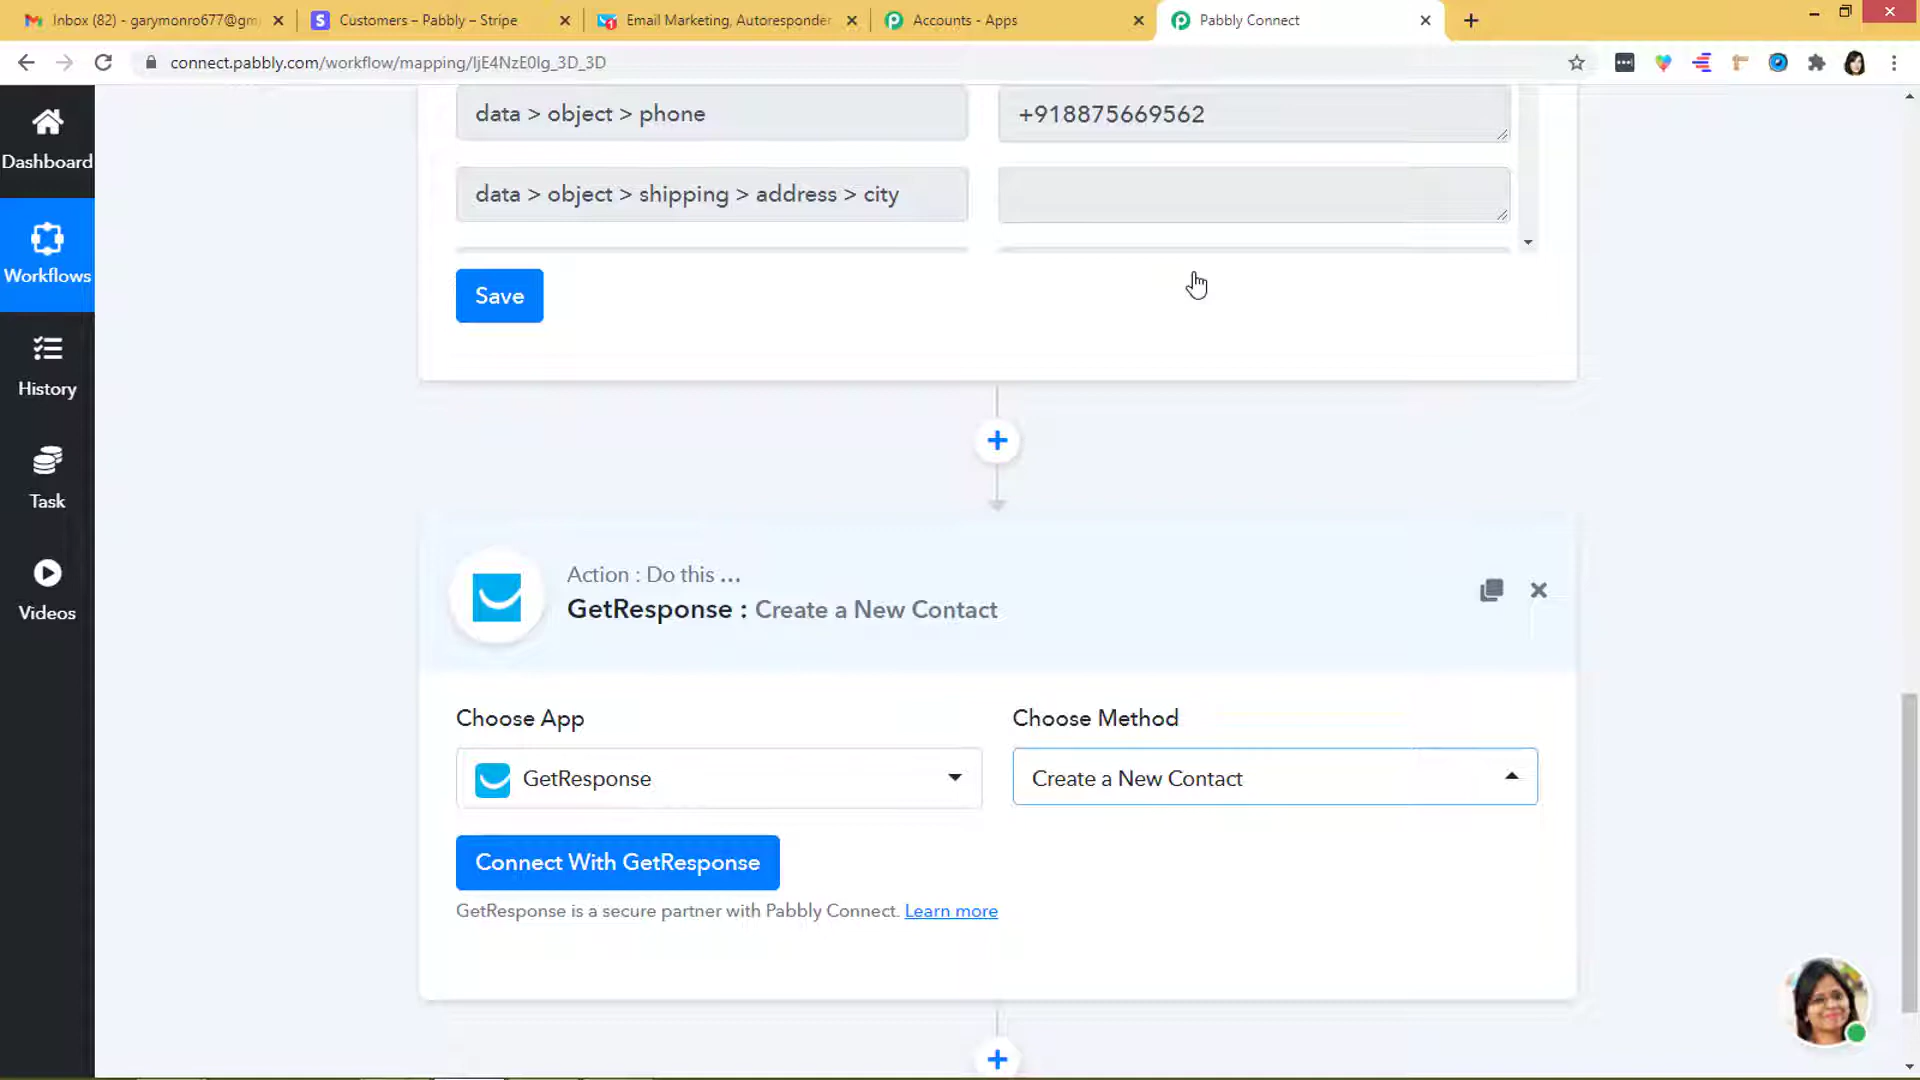 Inbox (82) - garymonro677@gm
Customers – Pabbly – Stripe
Email Marketing, Autoresponder
Accounts - Apps
Pabbly Connect
connect.pabbly.com/workflow/mapping/IjE4NzE0Ig_3D_3D
Dashboard
Workflows
History
Task
Videos
data > object > phone
+918875669562
data > object > shipping > address > city
Save
Action : Do this ...
GetResponse : Create a New Contact
Choose App
Choose Method
GetResponse
Create a New Contact
Connect With GetResponse
GetResponse is a secure partner with Pabbly Connect. Learn more